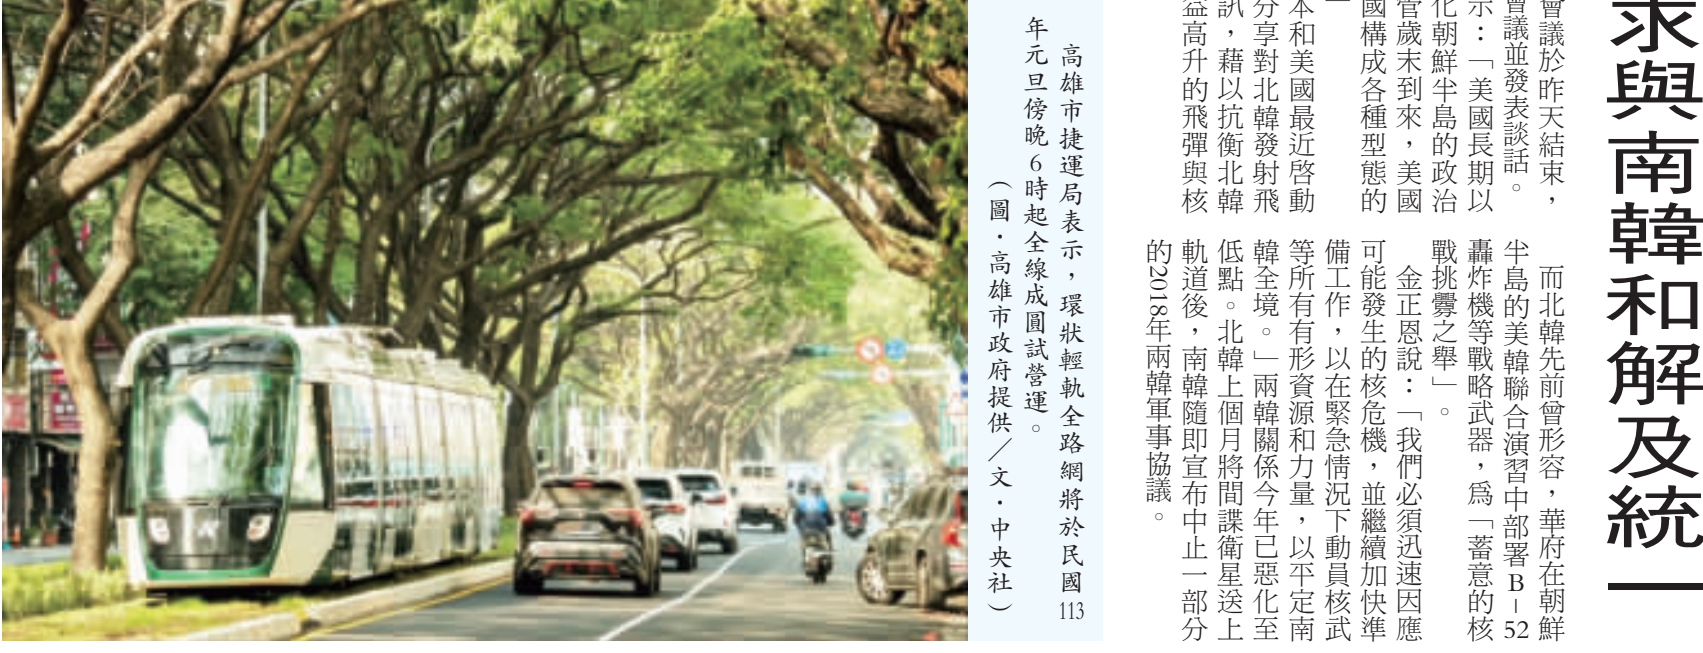 求與南韓和解及統一
會議於昨天結束，
會議並發表談話。
示：「美國長期以
化朝鮮半島的政治
管歲末到來，美國
國構成各種型態的
」
本和美國最近啓動
分享對北韓發射飛
訊，藉以抗衡北韓
益高升的飛彈與核
而北韓先前曾形容，華府在朝鮮
半島的美韓聯合演習中部署B－52
轟炸機等戰略武器，爲「蓄意的核
戰挑釁之舉」。
金正恩說：「我們必須迅速因應
可能發生的核危機，並繼續加快準
備工作，以在緊急情況下動員核武
等所有有形資源和力量，以平定南
韓全境。」兩韓關係今年已惡化至
低點。北韓上個月將間諜衛星送上
軌道後，南韓隨即宣布中止一部分
的2018年兩韓軍事協議。
高雄市捷運局表示，環狀輕軌全路網將於民國113
年元旦傍晚6時起全線成圓試營運。
（圖·高雄市政府提供／文·中央社）